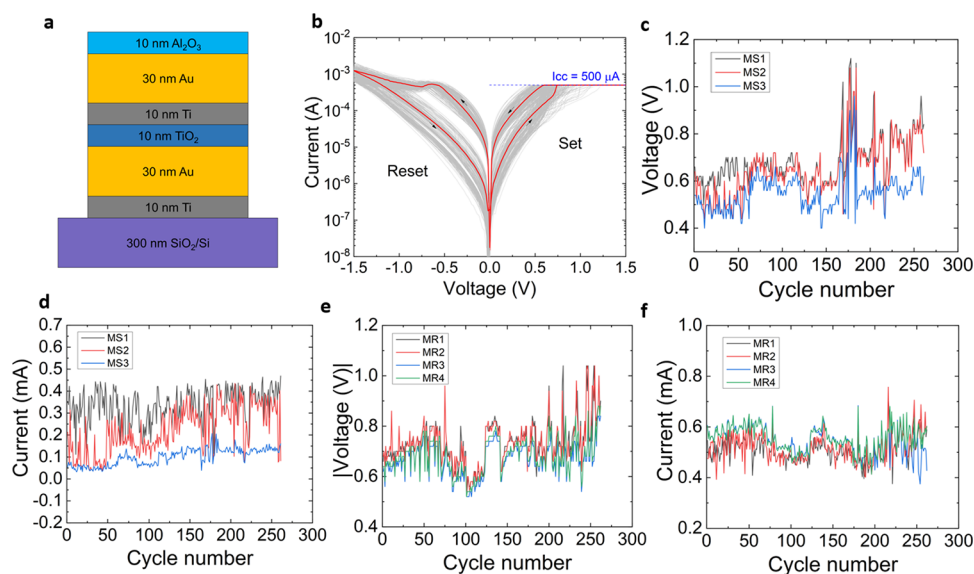 a
10 nm Al2O3
30 nm Au
10 nm Ti
10 nm TiO2
30 nm Au
10 nm Ti
300 nm SiO2/Si
b
Current (A)
10-2
10-3
10-4
10-5
10-6
10-7
10-8
Icc = 500 μA
Reset
Set
-1.5 -1.0 -0.5 0.0 0.5 1.0 1.5
Voltage (V)
c
Voltage (V)
1.2
1.0
0.8
0.6
0.4
MS1
MS2
MS3
0 50 100 150 200 250 300
Cycle number
d
Current (mA)
0.7
0.6
0.5
0.4
0.3
0.2
0.1
0.0
-0.1
-0.2
MS1
MS2
MS3
0 50 100 150 200 250 300
Cycle number
e
|Voltage (V)|
1.2
1.0
0.8
0.6
0.4
MR1
MR2
MR3
MR4
0 50 100 150 200 250 300
Cycle number
f
Current (mA)
1.0
0.8
0.6
0.4
0.2
MR1
MR2
MR3
MR4
0 50 100 150 200 250 300
Cycle number